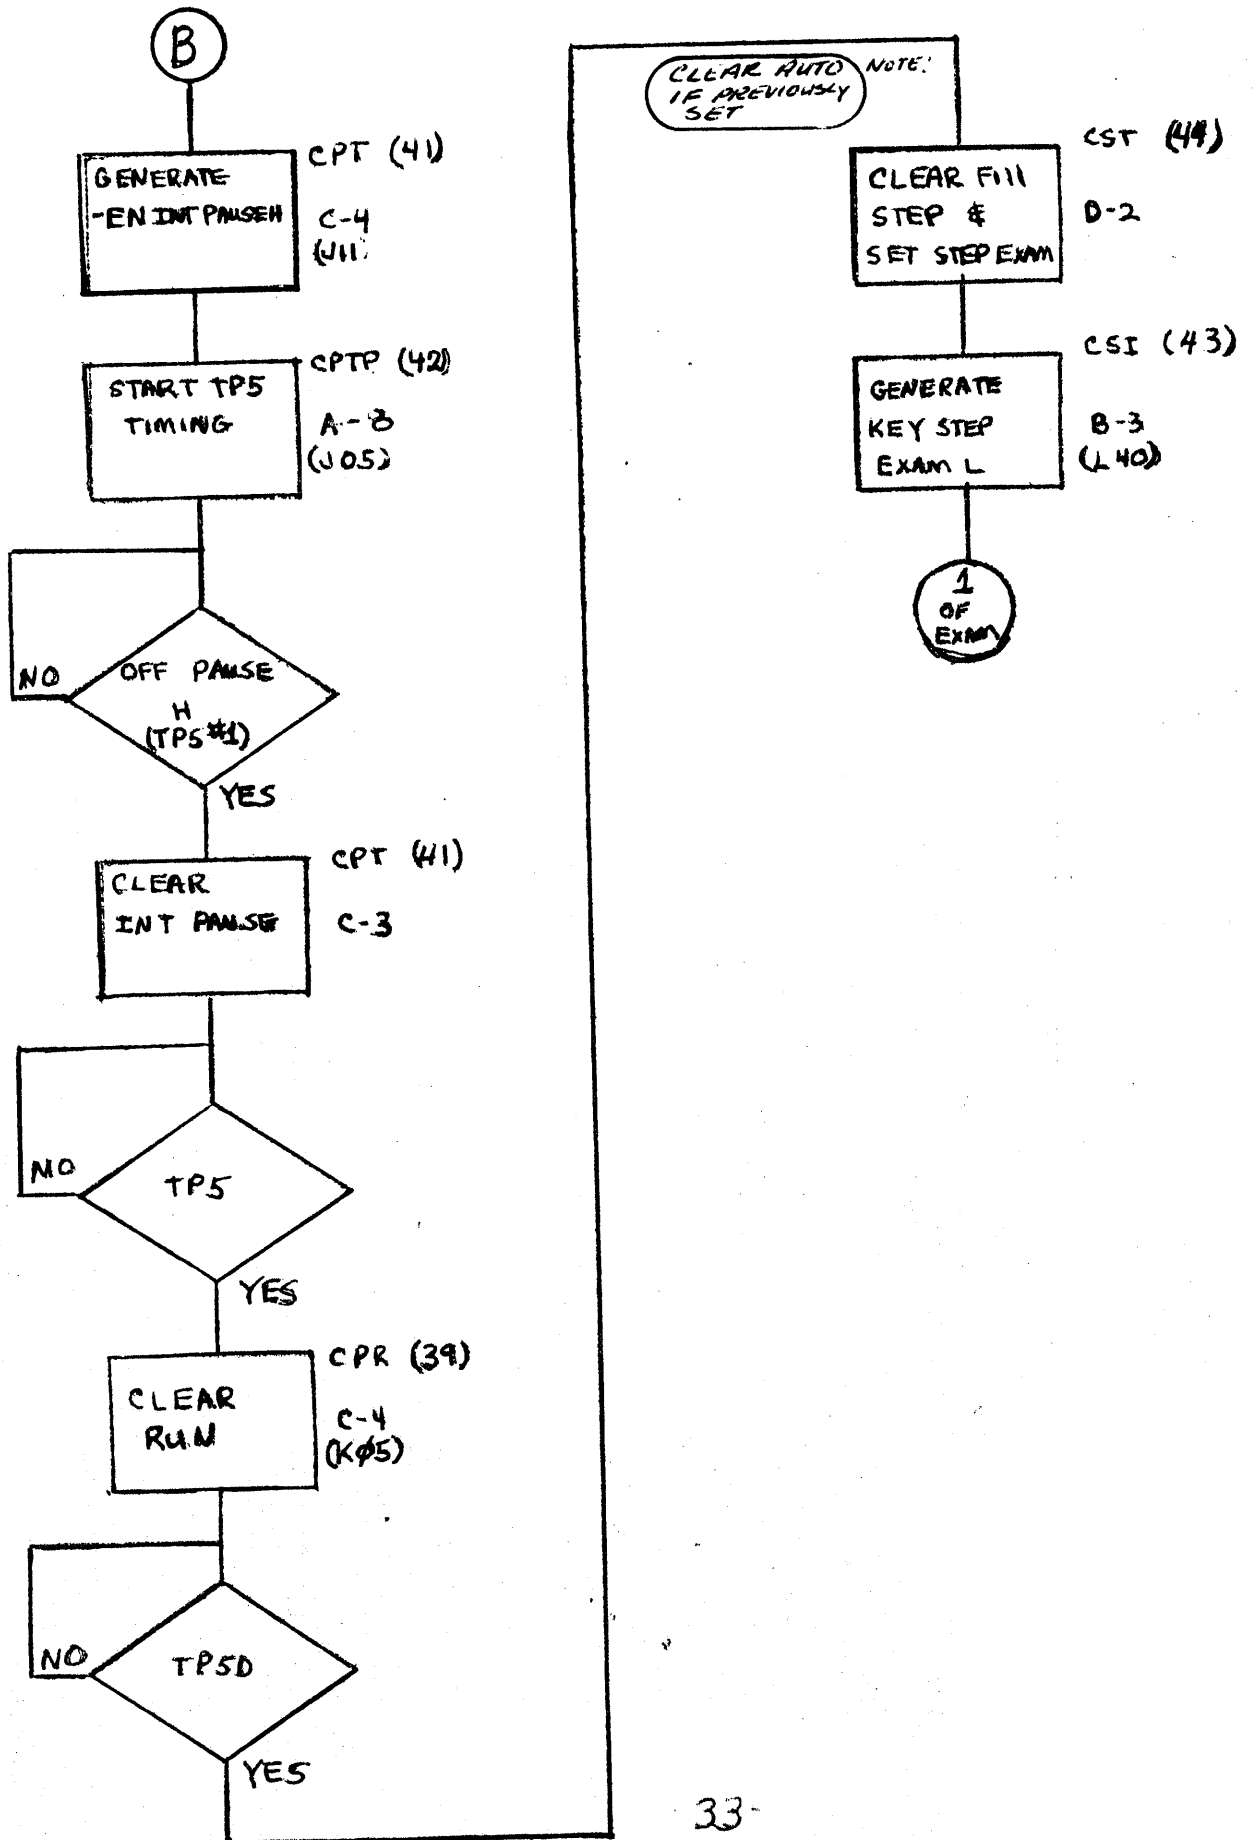 B
CPT (41)
GENERATE
-EN INT PAUSEH
C-4
(J11)
CPTP (42)
START TP5
TIMING
A-3
(J05)
NO
OFF PAUSE
H
(TP5 #1)
YES
CPT (41)
CLEAR
INT PAUSE
C-3
NO
TP5
YES
CPR (39)
CLEAR
RUN
C-4
(KØ5)
NO
TP5D
YES
CLEAR AUTO
IF PREVIOUSLY
SET
NOTE:
CST (44)
CLEAR FIll
STEP &
SET STEP EXAM
D-2
CSI (43)
GENERATE
KEY STEP
EXAM L
B-3
(L40)
1
OF
EXAM
33-